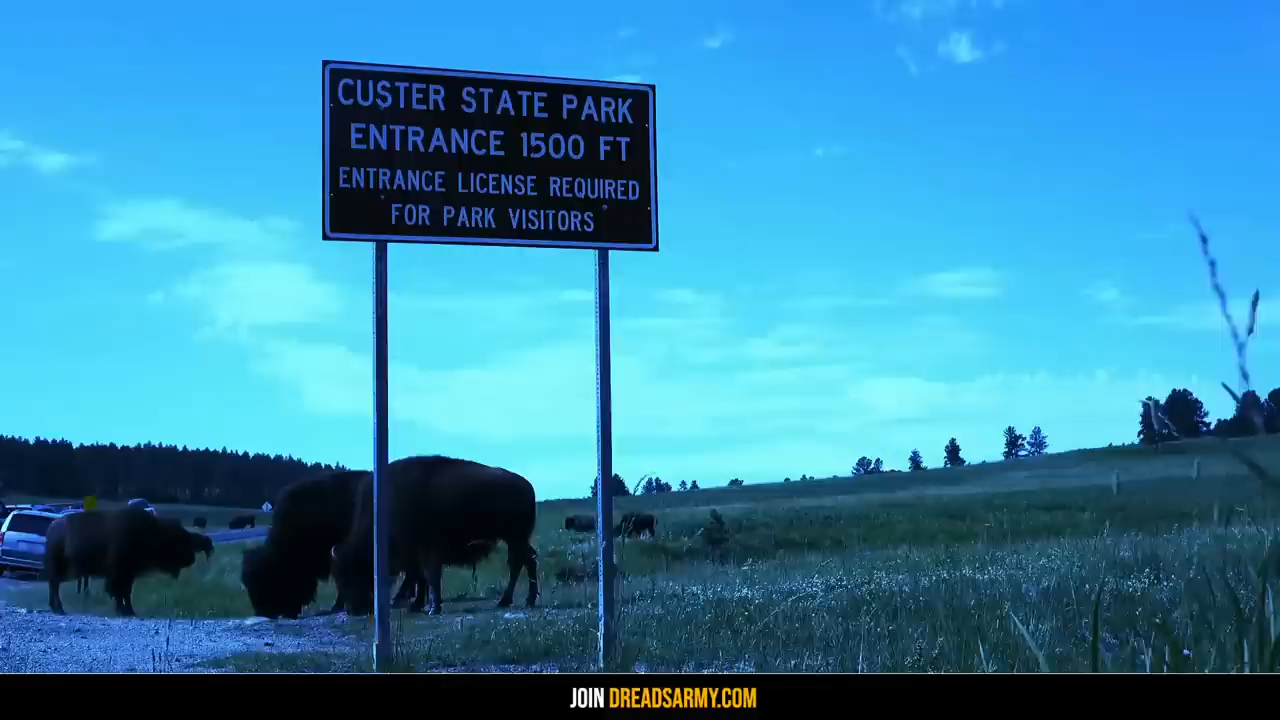 CUSTER STATE PARK
ENTRANCE 1500 FT
ENTRANCE LICENSE REQUIRED
FOR PARK VISITORS
JOIN DREADSARMY.COM